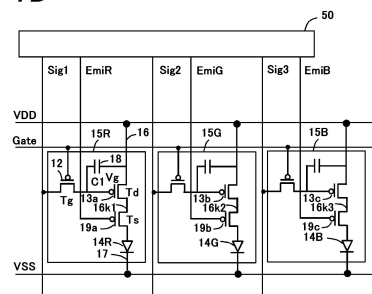 50
Sig1 EmiR Sig2 EmiG Sig3 EmiB
VDD
15R 16 15G 15B
Gate
12 18
C1 Vg
Tg 13a Td 13b 13c
16k1 16k2 16k3
19a Ts 19b 19c
14R 14G 14B
17
VSS